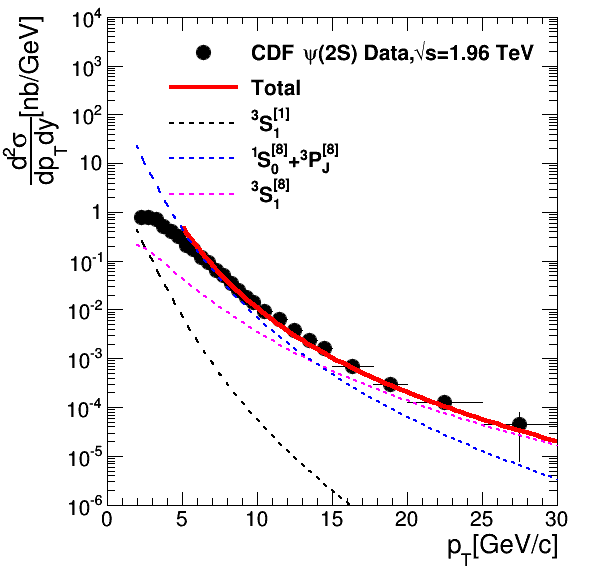 d²σ/dp_Tdy[nb/GeV]
10⁴
10³
10²
10
1
10⁻¹
10⁻²
10⁻³
10⁻⁴
10⁻⁵
10⁻⁶
CDF ψ(2S) Data,√s=1.96 TeV
Total
³S₁^[1]
¹S₀^[8]+³P_J^[8]
³S₁^[8]
0 5 10 15 20 25 30
p_T[GeV/c]